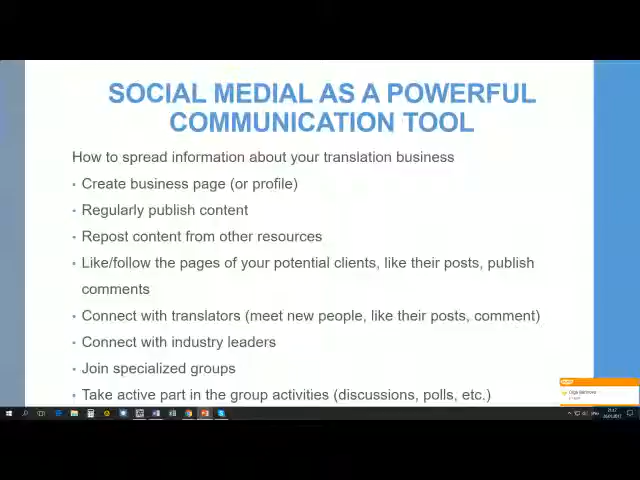 SOCIAL MEDIAL AS A POWERFUL
COMMUNICATION TOOL
How to spread information about your translation business
• Create business page (or profile)
• Regularly publish content
• Repost content from other resources
• Like/follow the pages of your potential clients, like their posts, publish
comments
• Connect with translators (meet new people, like their posts, comment)
• Connect with industry leaders
• Join specialized groups
• Take active part in the group activities (discussions, polls, etc.)